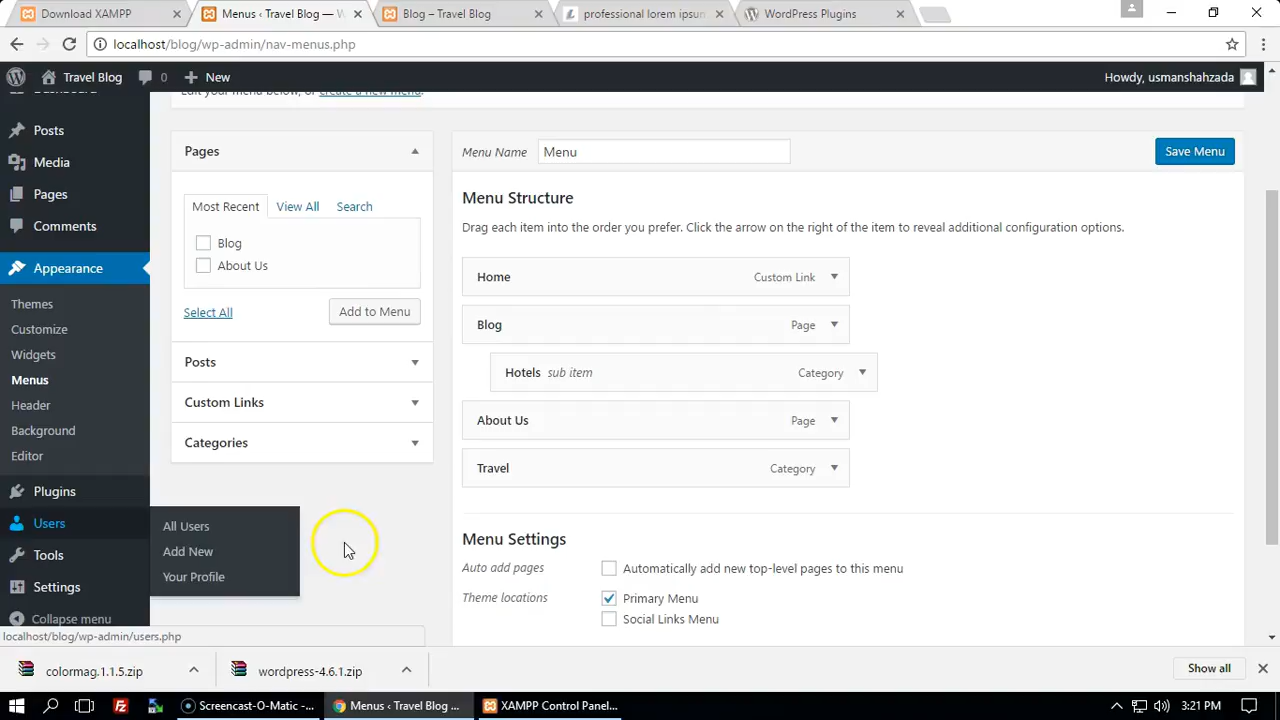 Download XAMPP
Menus ‹ Travel Blog — W
Blog – Travel Blog
professional lorem ipsum
WordPress Plugins
localhost/blog/wp-admin/nav-menus.php
Travel Blog
0
New
Howdy, usmanshahzada
Dashboard
Edit your menu below, or create a new menu.
Posts
Media
Pages
Comments
Appearance
Themes
Customize
Widgets
Menus
Header
Background
Editor
Plugins
Users
Tools
Settings
Collapse menu
All Users
Add New
Your Profile
Pages
Most Recent
View All
Search
Blog
About Us
Select All
Add to Menu
Posts
Custom Links
Categories
Menu Name
Menu
Save Menu
Menu Structure
Drag each item into the order you prefer. Click the arrow on the right of the item to reveal additional configuration options.
Home Custom Link
Blog Page
Hotels sub item Category
About Us Page
Travel Category
Menu Settings
Auto add pages
Automatically add new top-level pages to this menu
Theme locations
Primary Menu
Social Links Menu
localhost/blog/wp-admin/users.php
colormag.1.1.5.zip
wordpress-4.6.1.zip
Show all
Screencast-O-Matic -...
Menus ‹ Travel Blog ...
XAMPP Control Panel...
3:21 PM